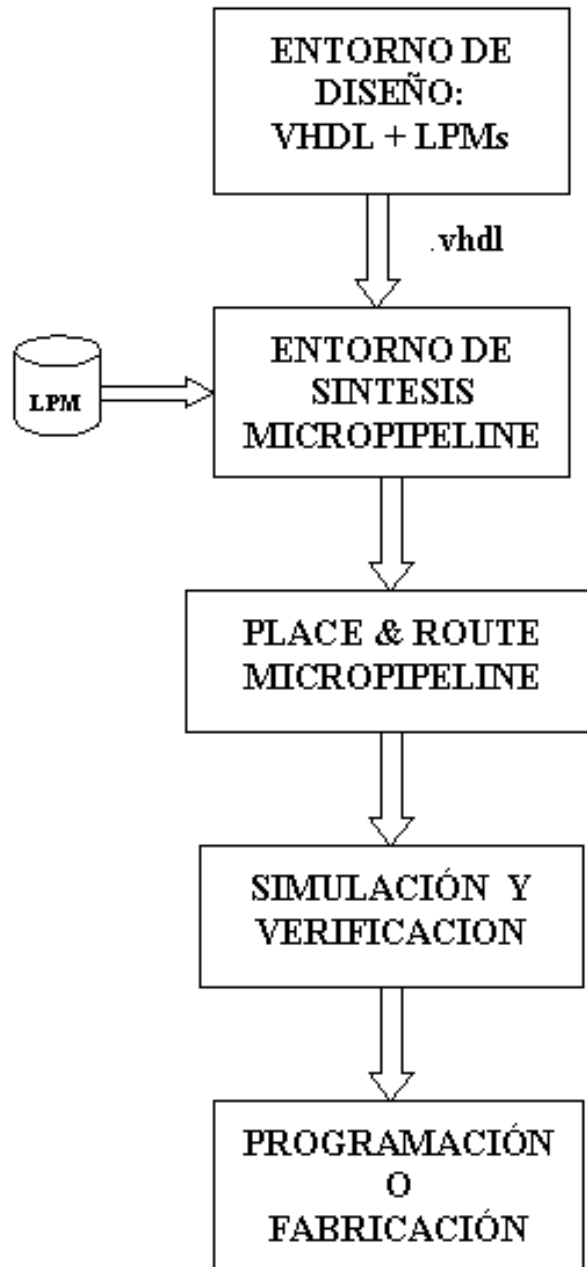 ENTORNO DE
DISEÑO:
VHDL + LPMs
.vhdl
ENTORNO DE
SINTESIS
MICROPIPELINE
LPM
PLACE & ROUTE
MICROPIPELINE
SIMULACIÓN Y
VERIFICACION
PROGRAMACIÓN
O
FABRICACIÓN